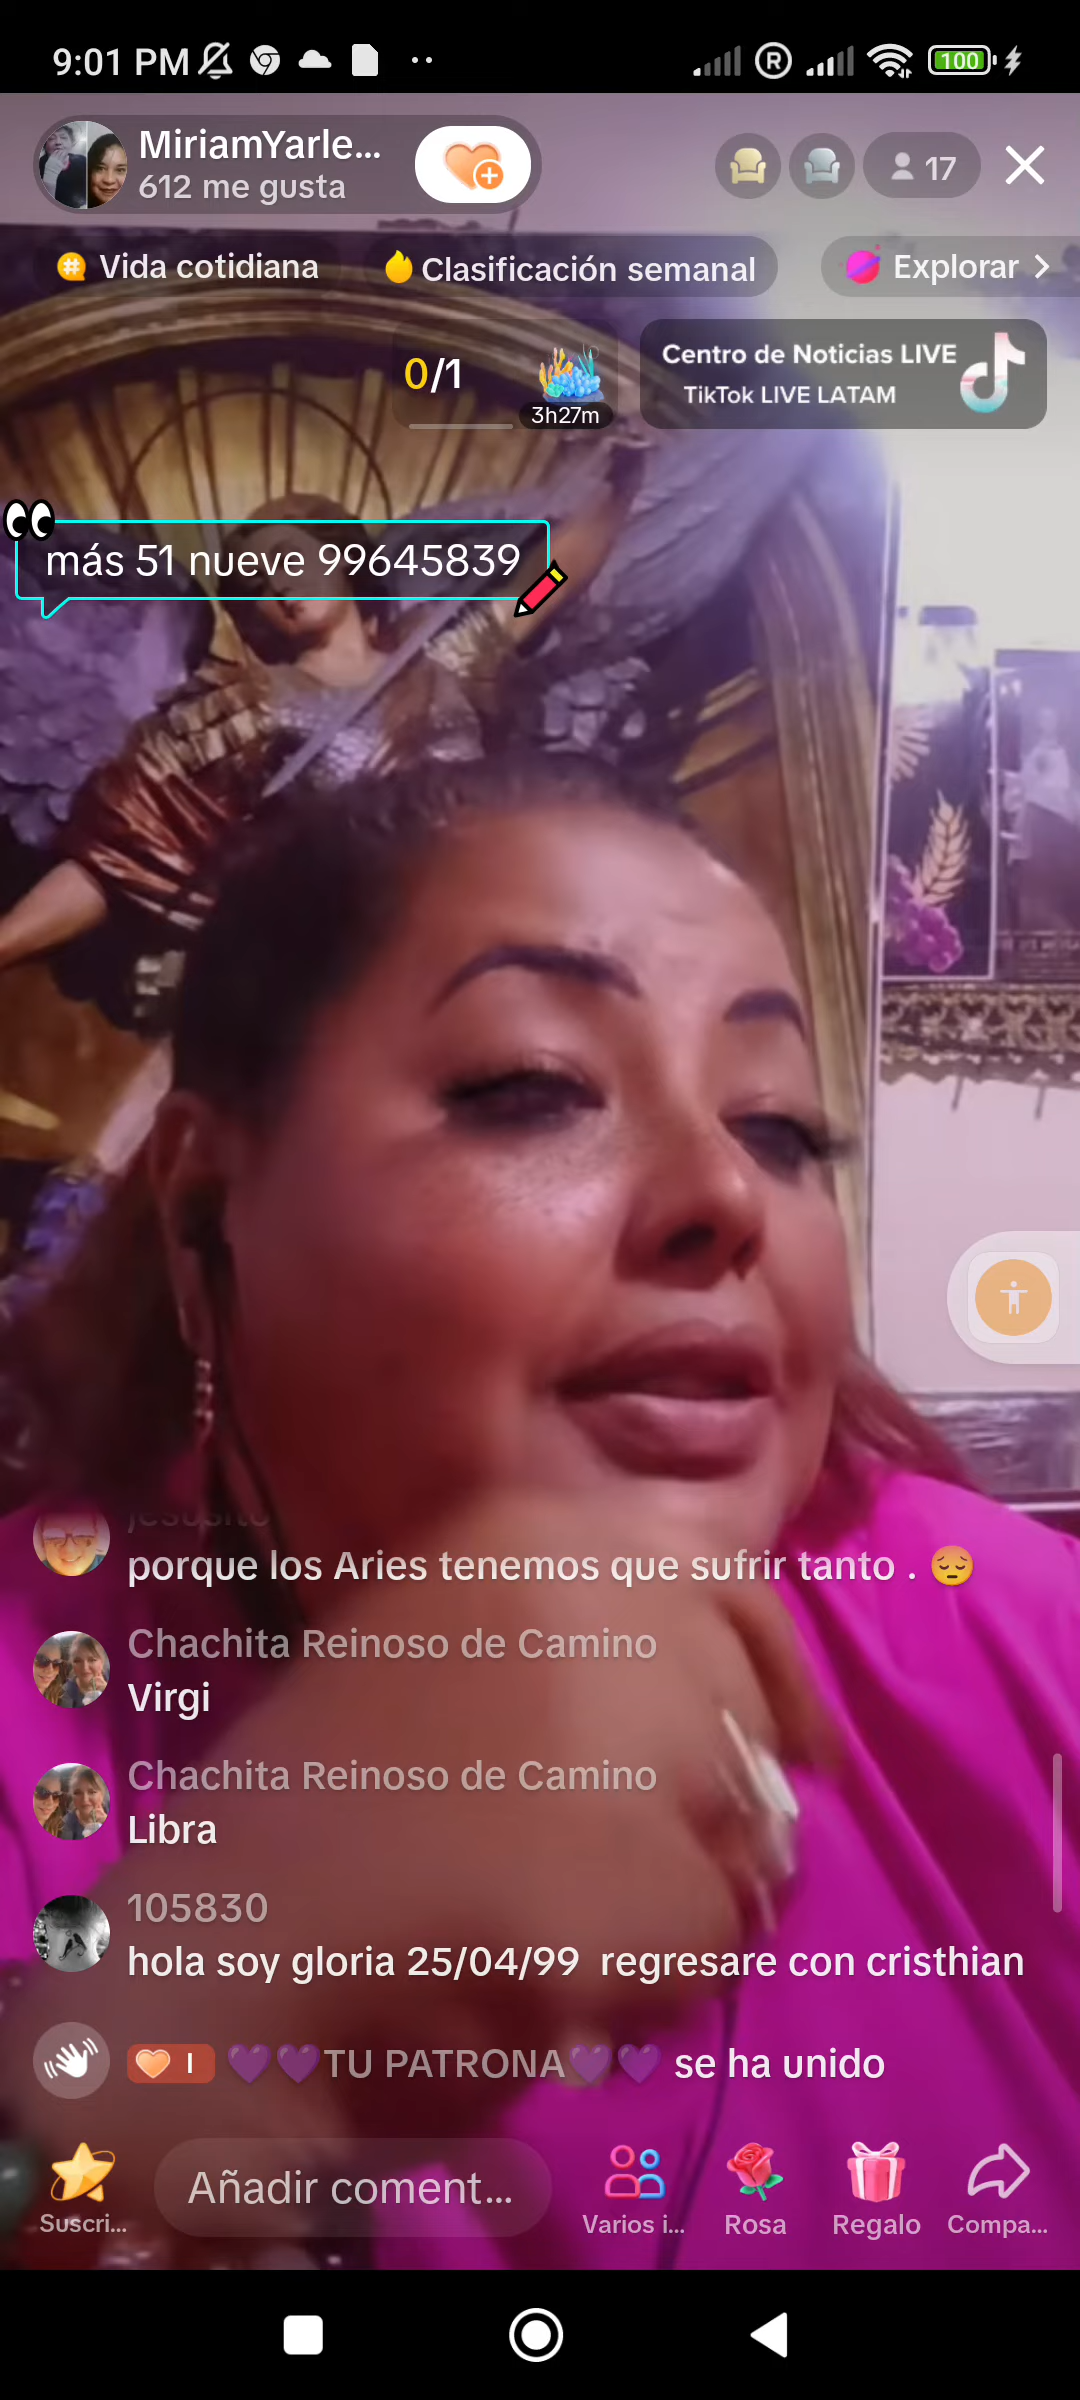 9:01 PM
R
100
MiriamYarle...
612 me gusta
17
Vida cotidiana
Clasificación semanal
Explorar >
0/1
3h27m
Centro de Noticias LIVE
TikTok LIVE LATAM
más 51 nueve 99645839
jesusito
porque los Aries tenemos que sufrir tanto . 😔
Chachita Reinoso de Camino
Virgi
Chachita Reinoso de Camino
Libra
105830
hola soy gloria 25/04/99 regresare con cristhian
I 💜💜TU PATRONA💜💜 se ha unido
Añadir coment...
Suscri...
Varios i...
Rosa
Regalo
Compa...